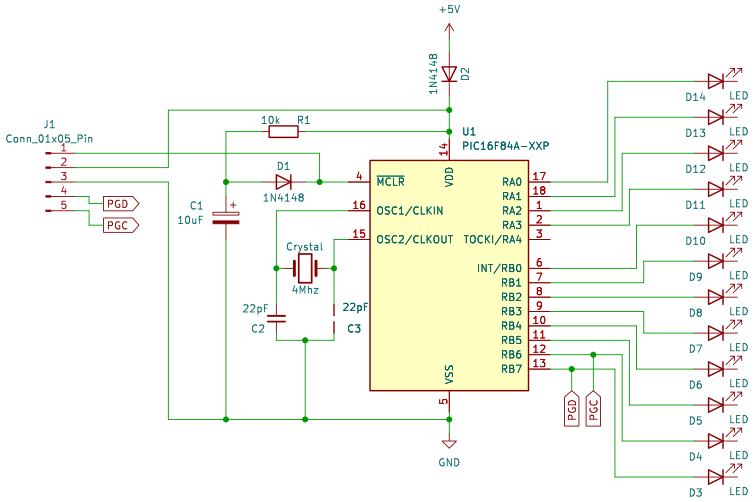 +5V
1N4148
D2
J1
Conn_01x05_Pin
1
2
3
4
5
PGD
PGC
10k R1
D1
1N4148
C1
10uF
+
U1
PIC16F84A-XXP
14
VDD
4 MCLR
16 OSC1/CLKIN
15 OSC2/CLKOUT
RA0 17
RA1 18
RA2 1
RA3 2
TOCKI/RA4 3
INT/RB0 6
RB1 7
RB2 8
RB3 9
RB4 10
RB5 11
RB6 12
RB7 13
VSS
5
GND
Crystal
4Mhz
22pF
C2
22pF
C3
PGD
PGC
D14 LED
D13 LED
D12 LED
D11 LED
D10 LED
D9 LED
D8 LED
D7 LED
D6 LED
D5 LED
D4 LED
D3 LED